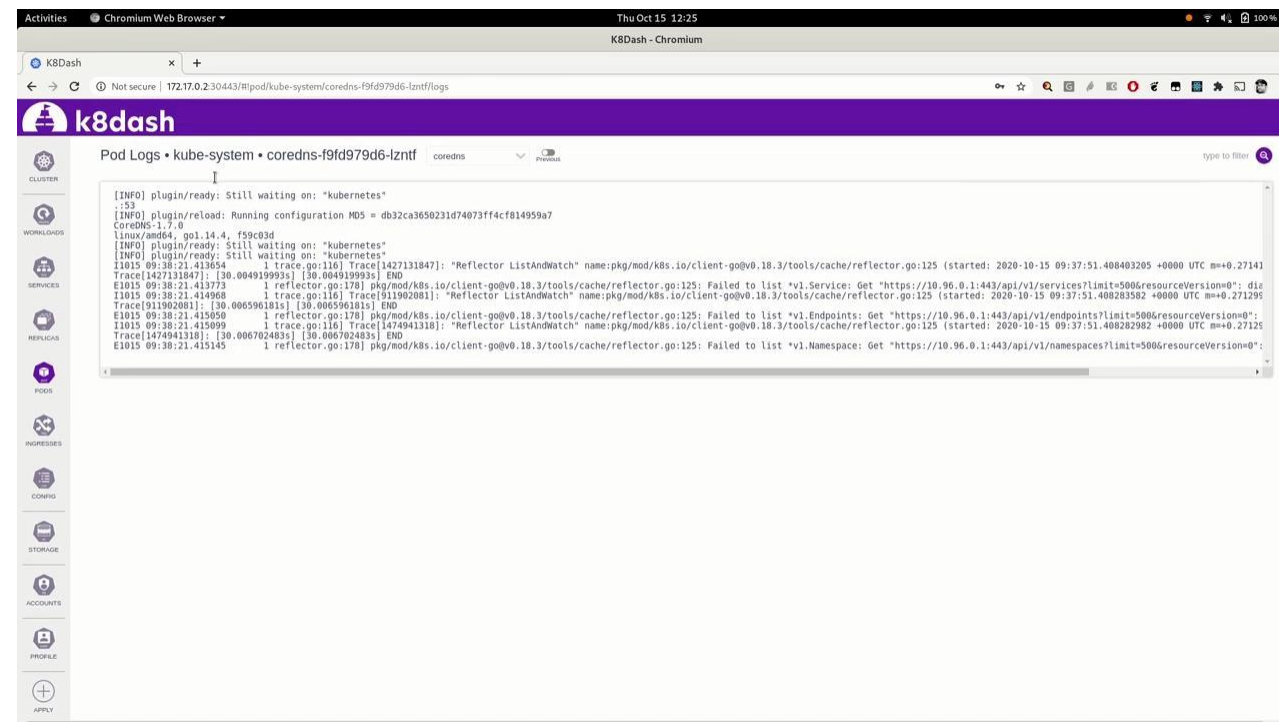 Activities Chromium Web Browser Thu Oct 15 12:25 100 %
K8Dash - Chromium
K8Dash
Not secure 172.17.0.2:30443/#!pod/kube-system/coredns-f9fd979d6-lzntf/logs
k8dash
Pod Logs • kube-system • coredns-f9fd979d6-lzntf coredns Previous type to filter
CLUSTER
WORKLOADS
SERVICES
REPLICAS
PODS
INGRESSES
CONFIG
STORAGE
ACCOUNTS
PROFILE
APPLY
[INFO] plugin/ready: Still waiting on: "kubernetes"
.:53
[INFO] plugin/reload: Running configuration MD5 = db32ca3650231d74073ff4cf814959a7
CoreDNS-1.7.0
linux/amd64, go1.14.4, f59c03d
[INFO] plugin/ready: Still waiting on: "kubernetes"
[INFO] plugin/ready: Still waiting on: "kubernetes"
I1015 09:38:21.413654 1 trace.go:116] Trace[1427131847]: "Reflector ListAndWatch" name:pkg/mod/k8s.io/client-go@v0.18.3/tools/cache/reflector.go:125 (started: 2020-10-15 09:37:51.408403205 +0000 UTC m=+0.27141
Trace[1427131847]: [30.004919993s] [30.004919993s] END
E1015 09:38:21.413773 1 reflector.go:178] pkg/mod/k8s.io/client-go@v0.18.3/tools/cache/reflector.go:125: Failed to list *v1.Service: Get "https://10.96.0.1:443/api/v1/services?limit=500&resourceVersion=0": dia
I1015 09:38:21.414968 1 trace.go:116] Trace[911902081]: "Reflector ListAndWatch" name:pkg/mod/k8s.io/client-go@v0.18.3/tools/cache/reflector.go:125 (started: 2020-10-15 09:37:51.408283582 +0000 UTC m=+0.271299
Trace[911902081]: [30.006596181s] [30.006596181s] END
E1015 09:38:21.415050 1 reflector.go:178] pkg/mod/k8s.io/client-go@v0.18.3/tools/cache/reflector.go:125: Failed to list *v1.Endpoints: Get "https://10.96.0.1:443/api/v1/endpoints?limit=500&resourceVersion=0":
I1015 09:38:21.415099 1 trace.go:116] Trace[1474941318]: "Reflector ListAndWatch" name:pkg/mod/k8s.io/client-go@v0.18.3/tools/cache/reflector.go:125 (started: 2020-10-15 09:37:51.408282982 +0000 UTC m=+0.27129
Trace[1474941318]: [30.006702483s] [30.006702483s] END
E1015 09:38:21.415145 1 reflector.go:178] pkg/mod/k8s.io/client-go@v0.18.3/tools/cache/reflector.go:125: Failed to list *v1.Namespace: Get "https://10.96.0.1:443/api/v1/namespaces?limit=500&resourceVersion=0":